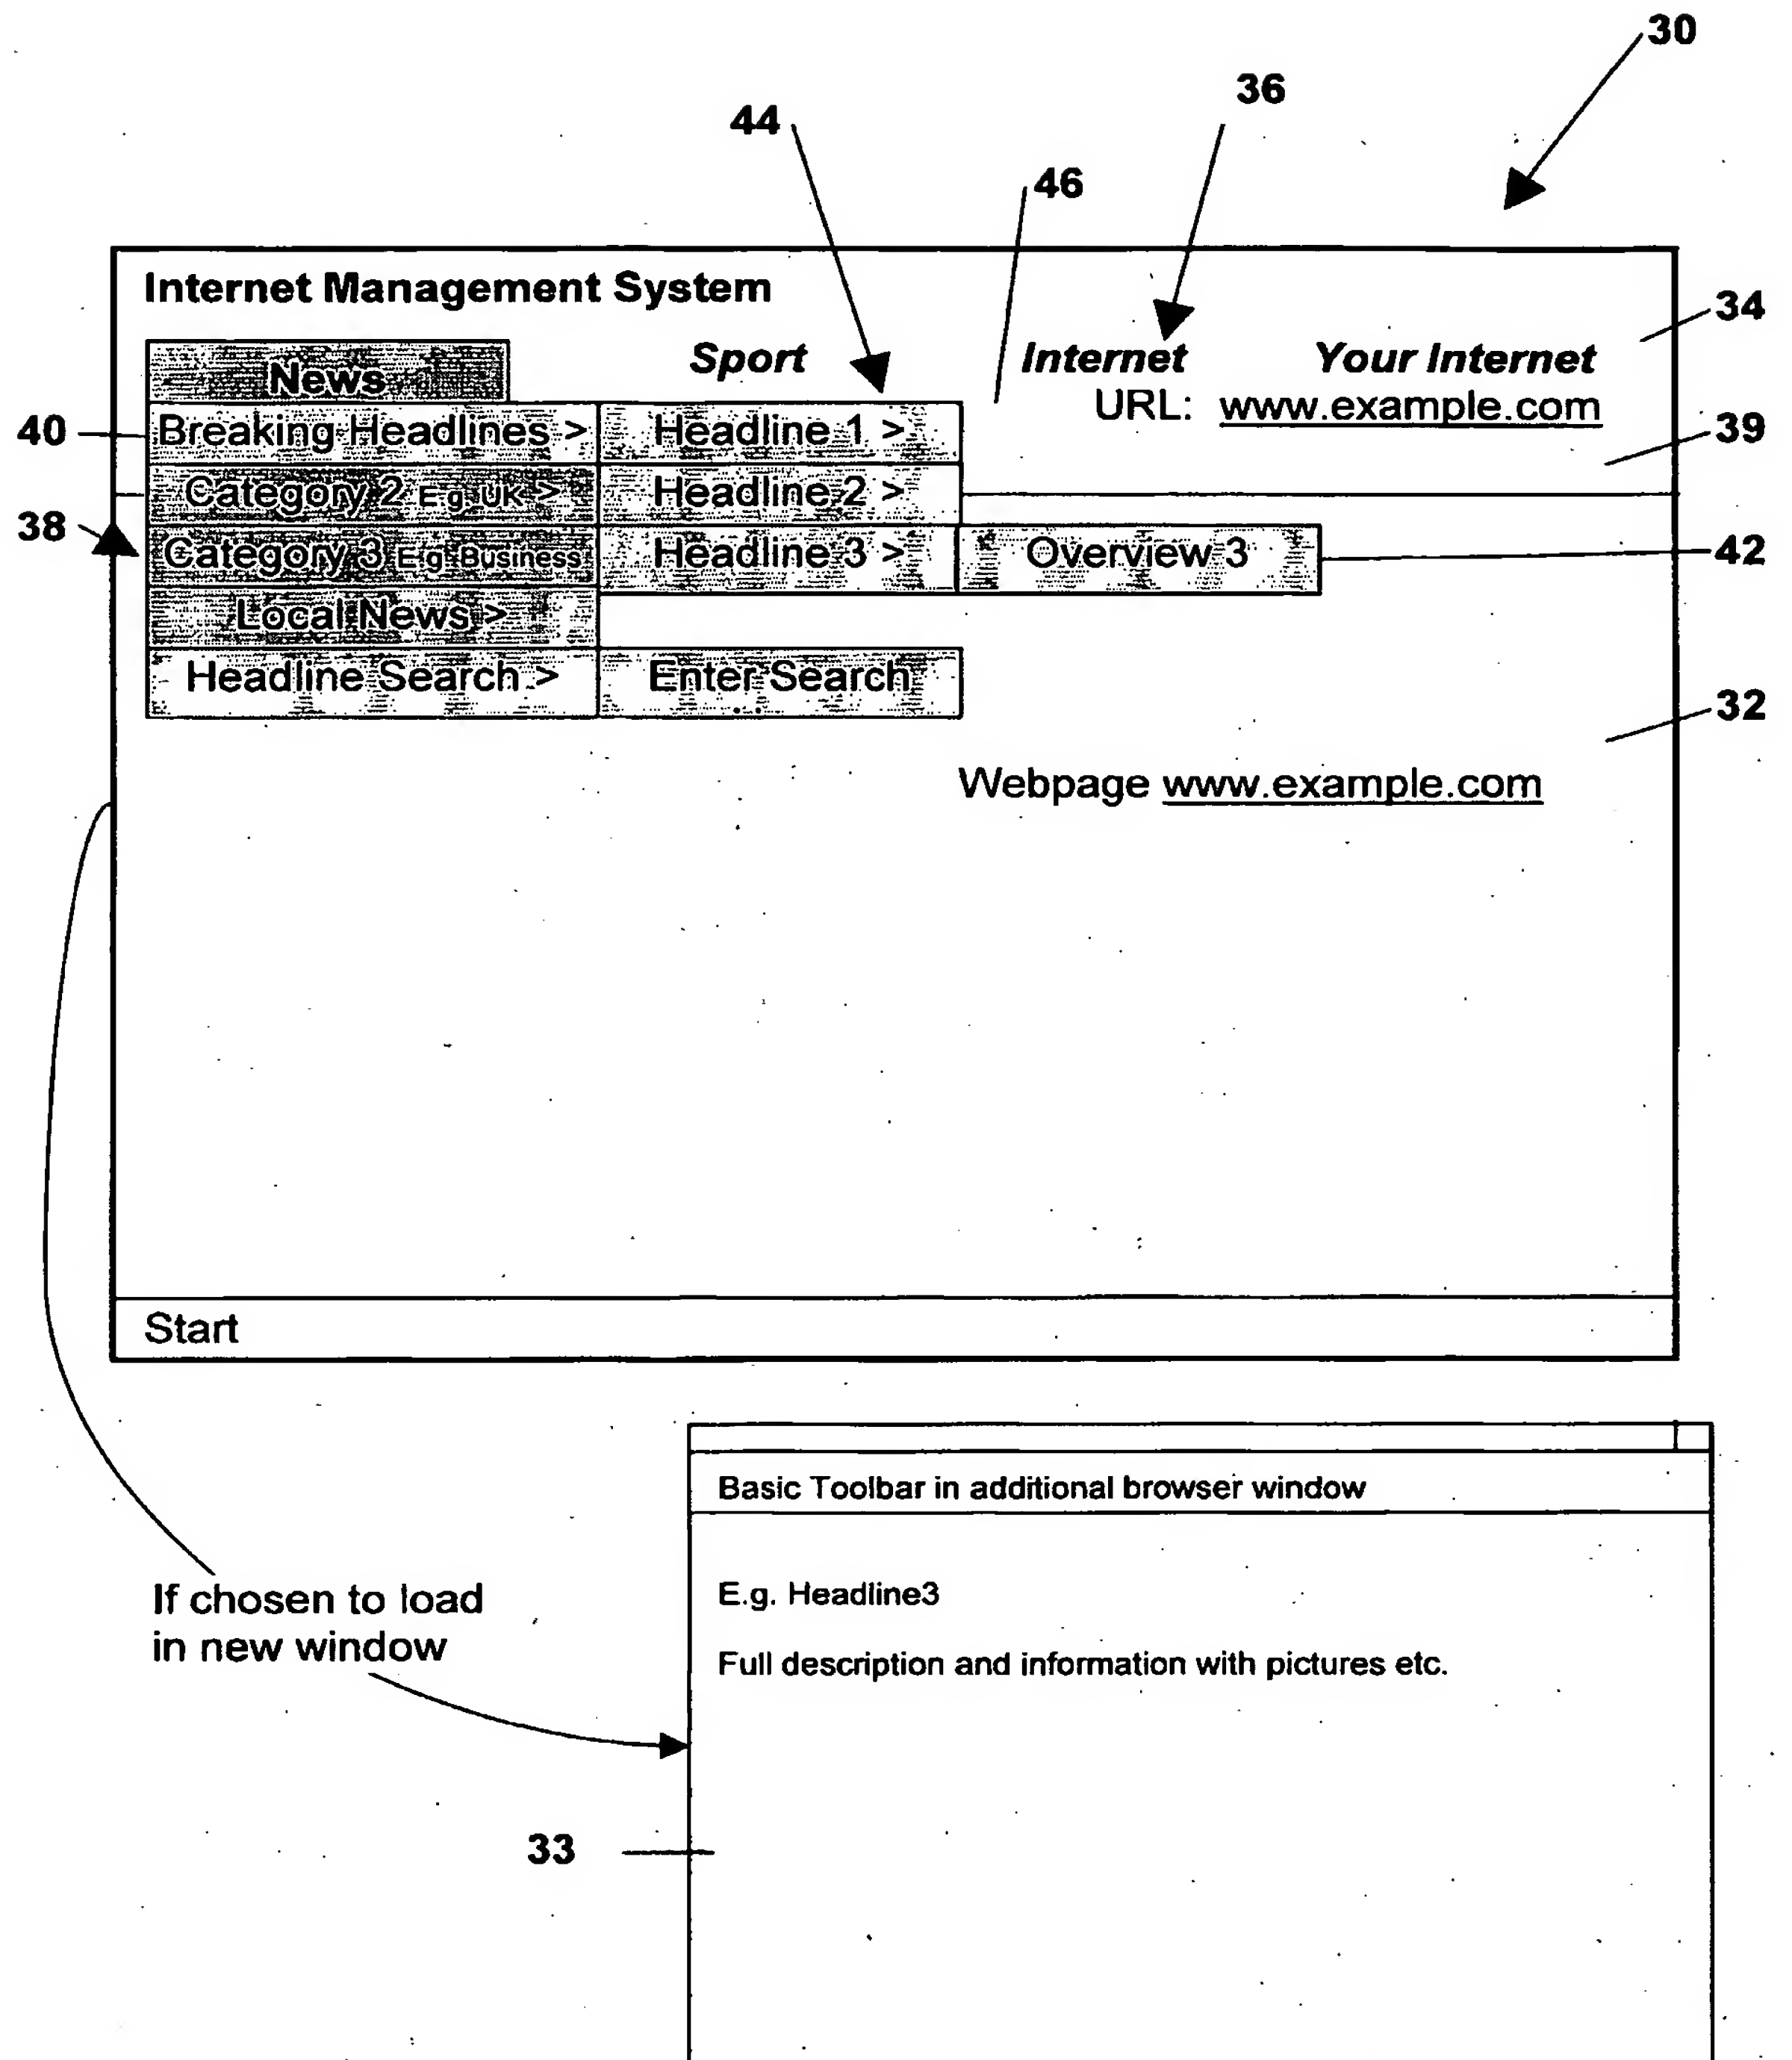 30
36
44
46
Internet Management System
34
News Sport Internet Your Internet
URL: www.example.com
40 Breaking Headlines > Headline 1 >
39
Category 2 E.g. UK > Headline 2 >
38 Category 3 E.g. Business Headline 3 > Overview 3 42
Local News >
Headline Search > Enter Search
32
Webpage www.example.com
Start
Basic Toolbar in additional browser window
If chosen to load
in new window
E.g. Headline3
Full description and information with pictures etc.
33